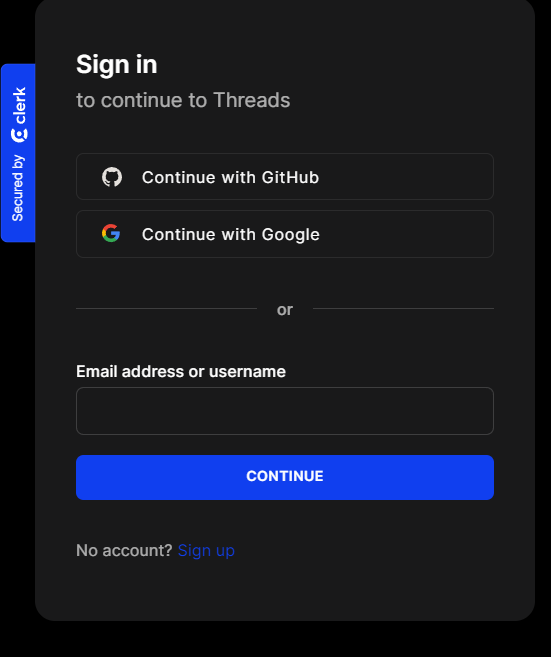 Sign in
to continue to Threads
Secured by clerk
Continue with GitHub
Continue with Google
or
Email address or username
CONTINUE
No account? Sign up